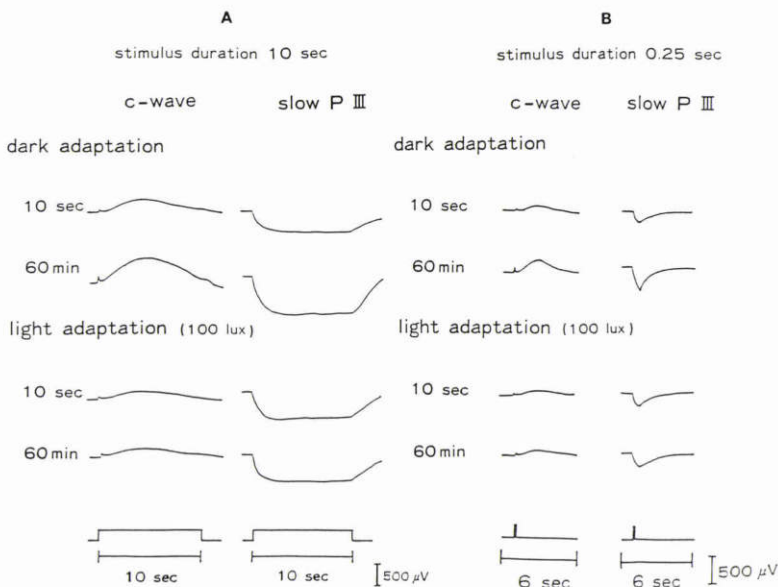 A
B
stimulus duration 10 sec
stimulus duration 0.25 sec
c-wave
slow P III
c-wave
slow P III
dark adaptation
dark adaptation
10 sec
10 sec
60 min
60 min
light adaptation (100 lux)
light adaptation (100 lux)
10 sec
10 sec
60 min
60 min
10 sec
10 sec
500 μV
6 sec
6 sec
500 μV